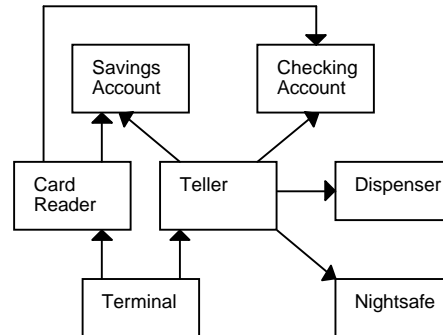 Savings
Account
Checking
Account
Card
Reader
Teller
Dispenser
Terminal
Nightsafe